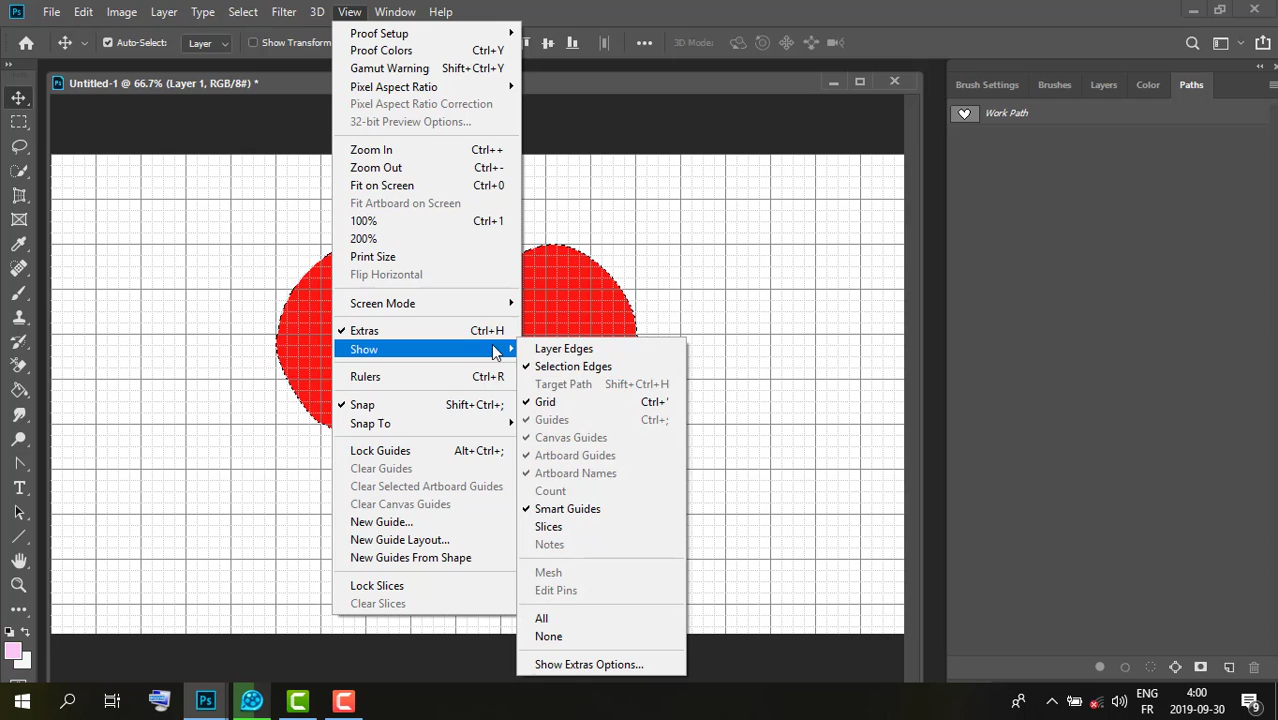 Ps File Edit Image Layer Type Select Filter 3D View Window Help
Auto-Select: Layer Show Transform 3D Mode:
Untitled-1 @ 66.7% (Layer 1, RGB/8#) *
Brush Settings Brushes Layers Color Paths
Work Path
Proof Setup
Proof Colors Ctrl+Y
Gamut Warning Shift+Ctrl+Y
Pixel Aspect Ratio
Pixel Aspect Ratio Correction
32-bit Preview Options...
Zoom In Ctrl++
Zoom Out Ctrl+-
Fit on Screen Ctrl+0
Fit Artboard on Screen
100% Ctrl+1
200%
Print Size
Flip Horizontal
Screen Mode
Extras Ctrl+H
Show
Rulers Ctrl+R
Snap Shift+Ctrl+;
Snap To
Lock Guides Alt+Ctrl+;
Clear Guides
Clear Selected Artboard Guides
Clear Canvas Guides
New Guide...
New Guide Layout...
New Guides From Shape
Lock Slices
Clear Slices
Layer Edges
Selection Edges
Target Path Shift+Ctrl+H
Grid Ctrl+'
Guides Ctrl+;
Canvas Guides
Artboard Guides
Artboard Names
Count
Smart Guides
Slices
Notes
Mesh
Edit Pins
All
None
Show Extras Options...
Ps
ENG
FR
4:00
2019-09-30
9